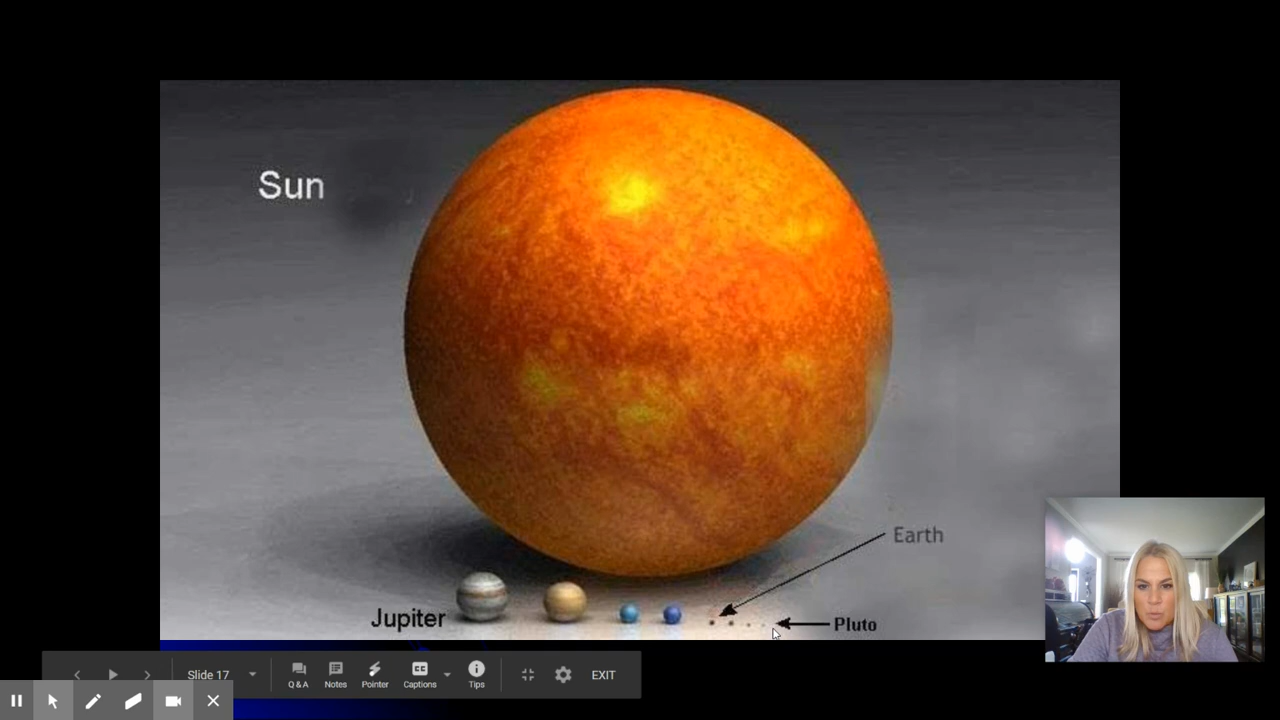 Sun
Earth
Jupiter
Pluto
Slide 17
Q & A
Notes
Pointer
Captions
Tips
EXIT